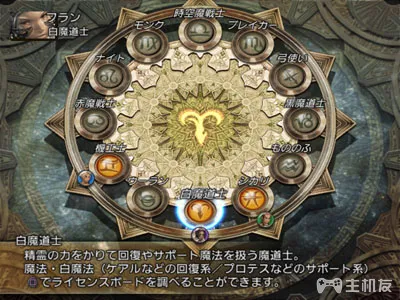 フラン
白魔道士
時空魔戦士
モンク
ブレイカー
ナイト
弓使い
赤魔戦士
黒魔道士
機工士
もののふ
ウーラン
シカリ
白魔道士
白魔道士
精霊の力をかりて回復やサポート魔法を扱う魔道士。
魔法・白魔法（ケアルなどの回復系／プロテスなどのサポート系）
でライセンスボードを調べることができます。
主机友